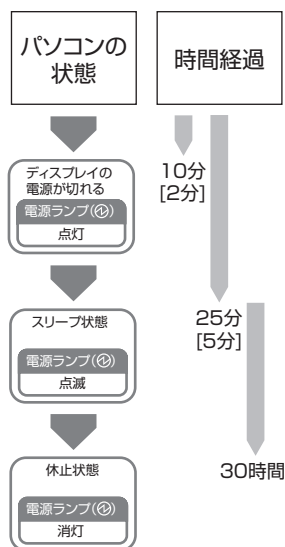 パソコンの
状態
時間経過
ディスプレイの
電源が切れる
電源ランプ()
点灯
10分
[2分]
スリープ状態
電源ランプ()
点滅
25分
[5分]
休止状態
電源ランプ()
消灯
30時間